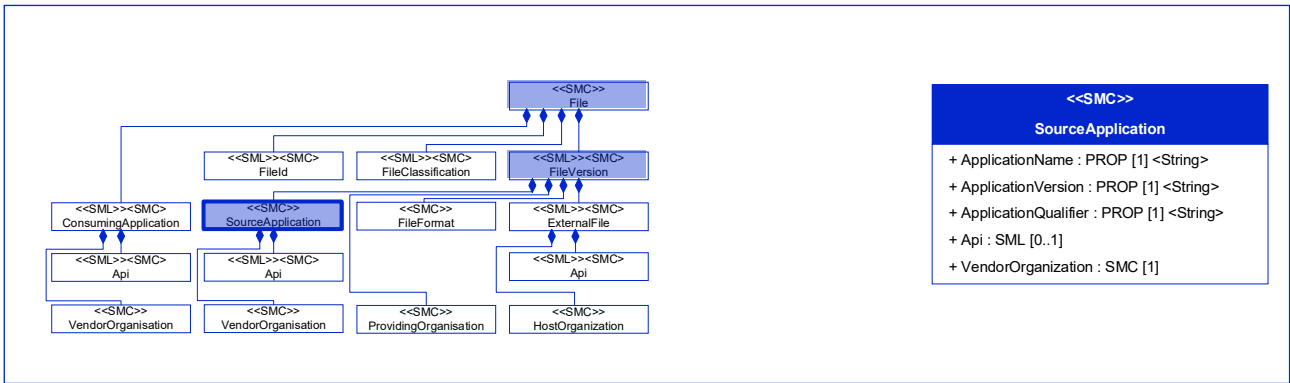 <<SMC>>
File
<<SML>><SMC>
FileId
<<SML>><SMC>
FileClassification
<<SML>><SMC>
FileVersion
<<SML>><SMC>
ConsumingApplication
<<SMC>>
SourceApplication
<<SMC>>
FileFormat
<<SML>><SMC>
ExternalFile
<<SML>><SMC>
Api
<<SML>><SMC>
Api
<<SML>><SMC>
Api
<<SMC>>
VendorOrganisation
<<SMC>>
VendorOrganisation
<<SMC>>
ProvidingOrganisation
<<SMC>>
HostOrganization
<<SMC>>
SourceApplication
+ ApplicationName : PROP [1] <String>
+ ApplicationVersion : PROP [1] <String>
+ ApplicationQualifier : PROP [1] <String>
+ Api : SML [0..1]
+ VendorOrganization : SMC [1]